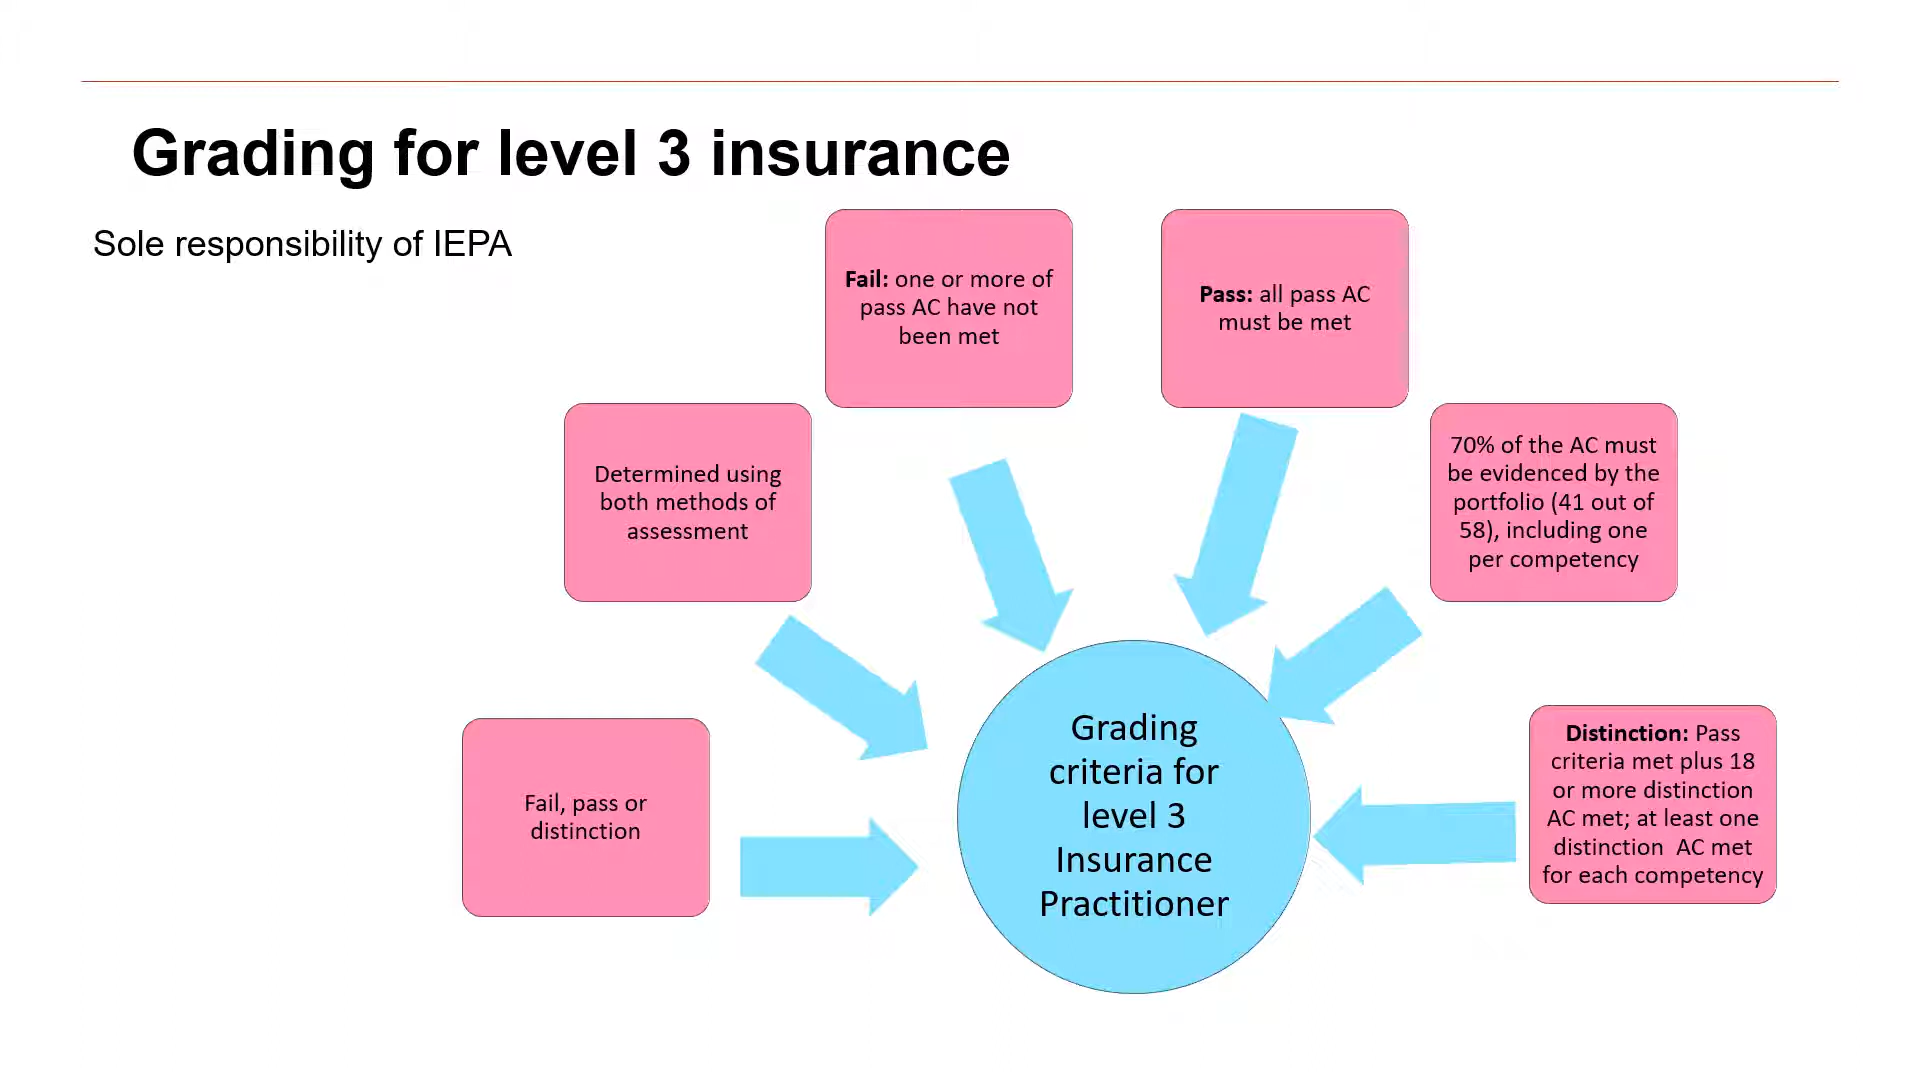 Grading for level 3 insurance
Sole responsibility of IEPA
Fail: one or more of
pass AC have not
been met
Pass: all pass AC
must be met
Determined using
both methods of
assessment
70% of the AC must
be evidenced by the
portfolio (41 out of
58), including one
per competency
Fail, pass or
distinction
Grading
criteria for
level 3
Insurance
Practitioner
Distinction: Pass
criteria met plus 18
or more distinction
AC met; at least one
distinction  AC met
for each competency